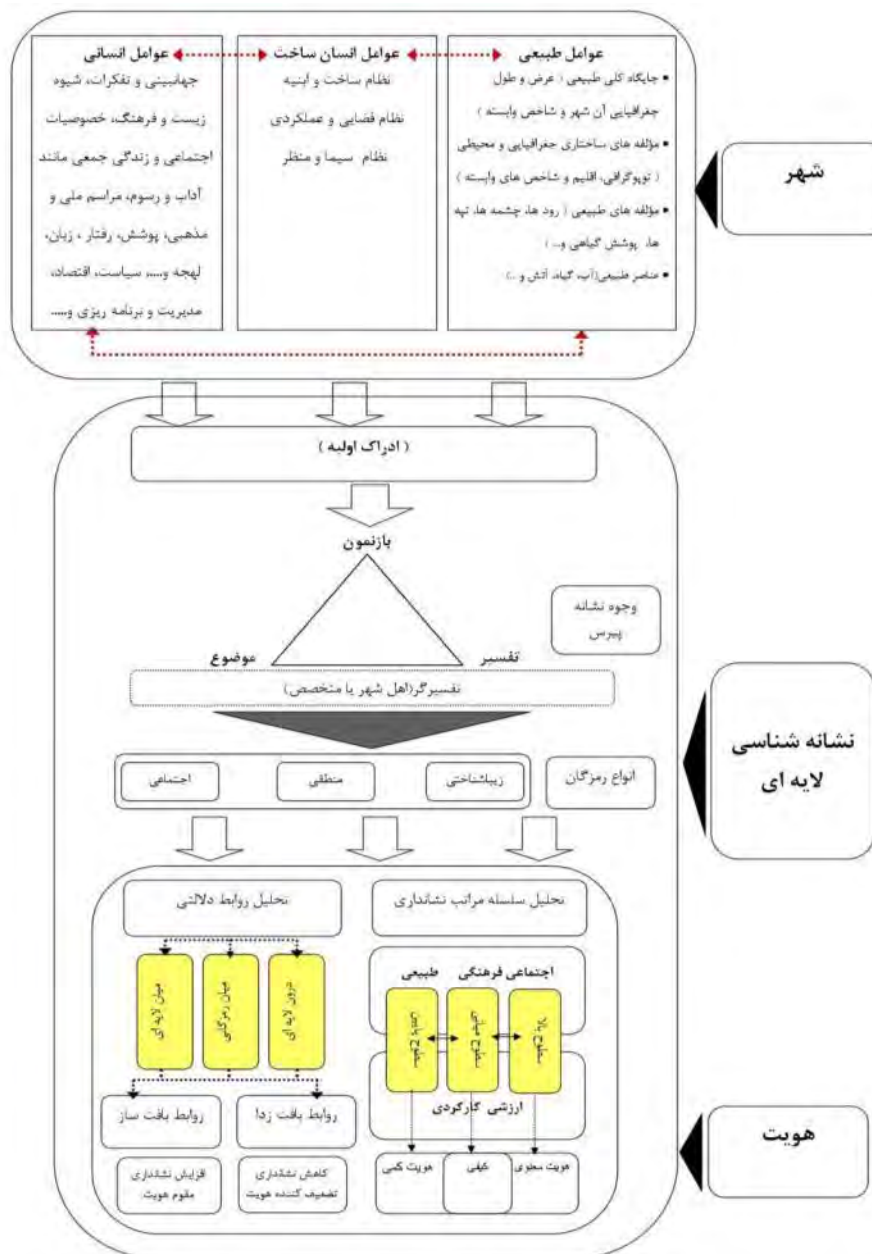 عوامل طبیعی
▪ جایگاه کلی طبیعی ( عرض و طول
جغرافیایی آن شهر و شاخص وابسته )
▪ مؤلفه های ساختاری جغرافیایی و محیطی
( توپوگرافی، اقلیم و شاخص های وابسته )
▪ مؤلفه های طبیعی ( رود ها، چشمه ها، تپه
ها، پوشش گیاهی و.. )
▪ عناصر طبیعی(آب، گیاه، آتش و ..)
عوامل انسان ساخت
نظام ساخت و ابنیه
نظام فضایی و عملکردی
نظام سیما و منظر
عوامل انسانی
جهانبینی و تفکرات، شیوه
زیست و فرهنگ، خصوصیات
اجتماعی و زندگی جمعی مانند
آداب و رسوم، مراسم ملی و
مذهبی، پوشش، رفتار ، زبان،
لهجه و....، سیاست، اقتصاد،
مدیریت و برنامه ریزی و.....
شهر
( ادراک اولیه )
بازنمون
تفسیر
موضوع
وجوه نشانه
پیرس
تفسیرگر(اهل شهر یا متخصص)
نشانه شناسی
لایه ای
انواع رمزگان
زیباشناختی
منطقی
اجتماعی
تحلیل سلسله مراتب نشانداری
تحلیل روابط دلالتی
اجتماعی فرهنگی
طبیعی
سطوح بالا
سطوح میانی
سطوح پایین
ارزشی کارکردی
هویت معنوی
کیفی
هویت کمی
درون لایه ای
میان رمزگانی
میان لایه ای
روابط بافت زدا
روابط بافت ساز
کاهش نشانداری
تضعیف کننده هویت
افزایش نشانداری
مقوم هویت
هویت